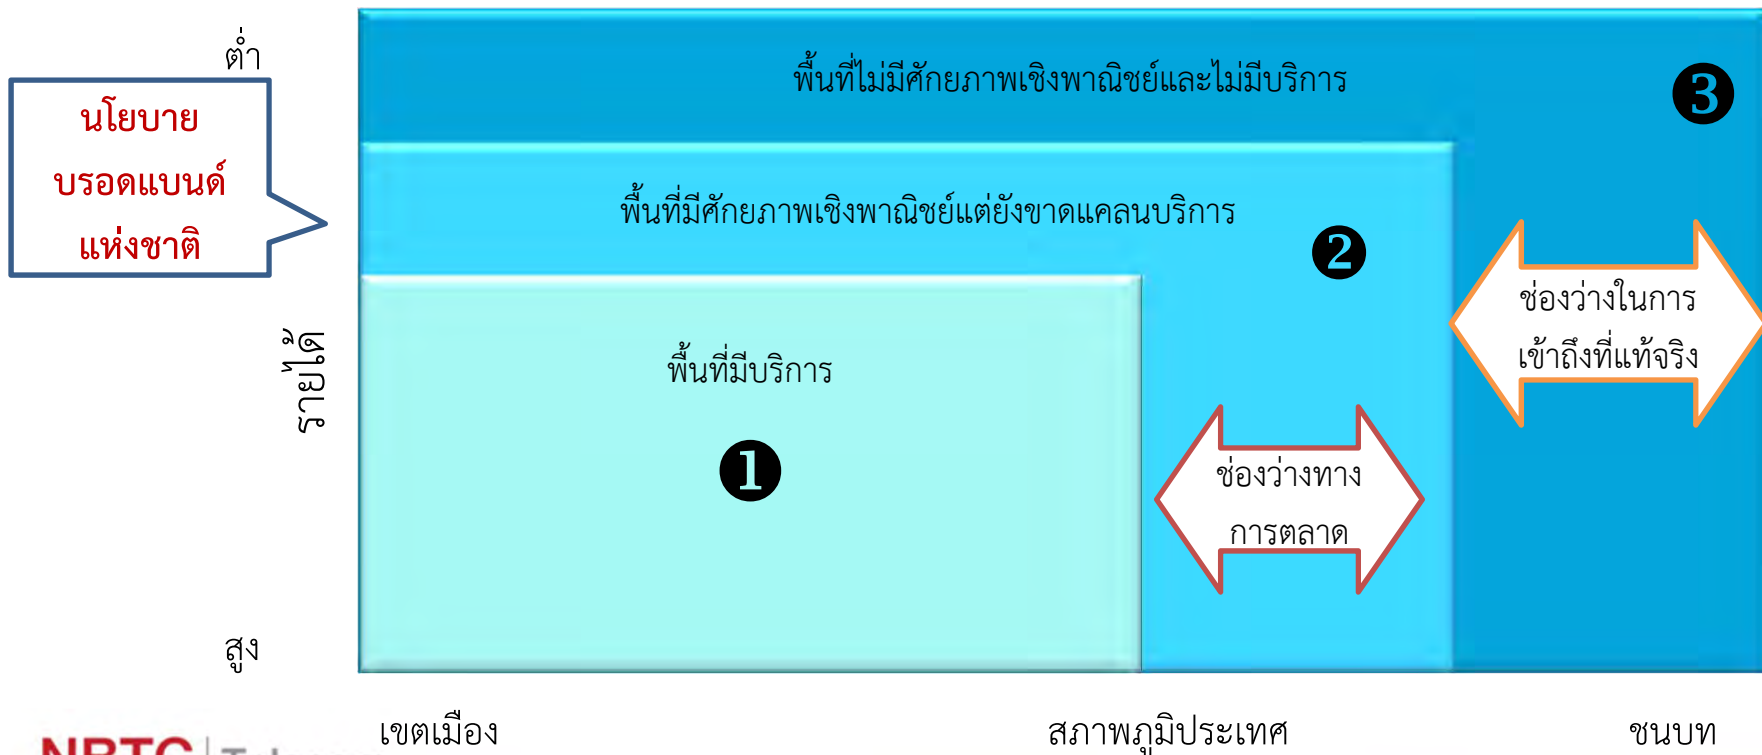 ต่ำ
นโยบาย
บรอดแบนด์
แห่งชาติ
พื้นที่ไม่มีศักยภาพเชิงพาณิชย์และไม่มีบริการ
3
พื้นที่มีศักยภาพเชิงพาณิชย์แต่ยังขาดแคลนบริการ
2
ช่องว่างในการ
เข้าถึงที่แท้จริง
รายได้
พื้นที่มีบริการ
1
ช่องว่างทาง
การตลาด
สูง
เขตเมือง
สภาพภูมิประเทศ
ชนบท
NBTC